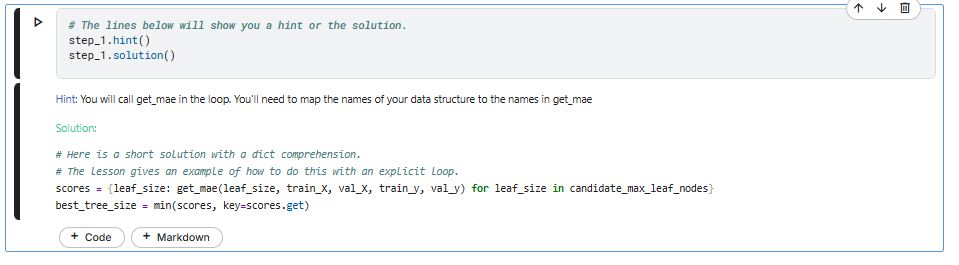 # The lines below will show you a hint or the solution.
step_1.hint()
step_1.solution()
Hint: You will call get_mae in the loop. You'll need to map the names of your data structure to the names in get_mae
Solution:
# Here is a short solution with a dict comprehension.
# The lesson gives an example of how to do this with an explicit loop.
scores = {leaf_size: get_mae(leaf_size, train_X, val_X, train_y, val_y) for leaf_size in candidate_max_leaf_nodes}
best_tree_size = min(scores, key=scores.get)
+ Code + Markdown